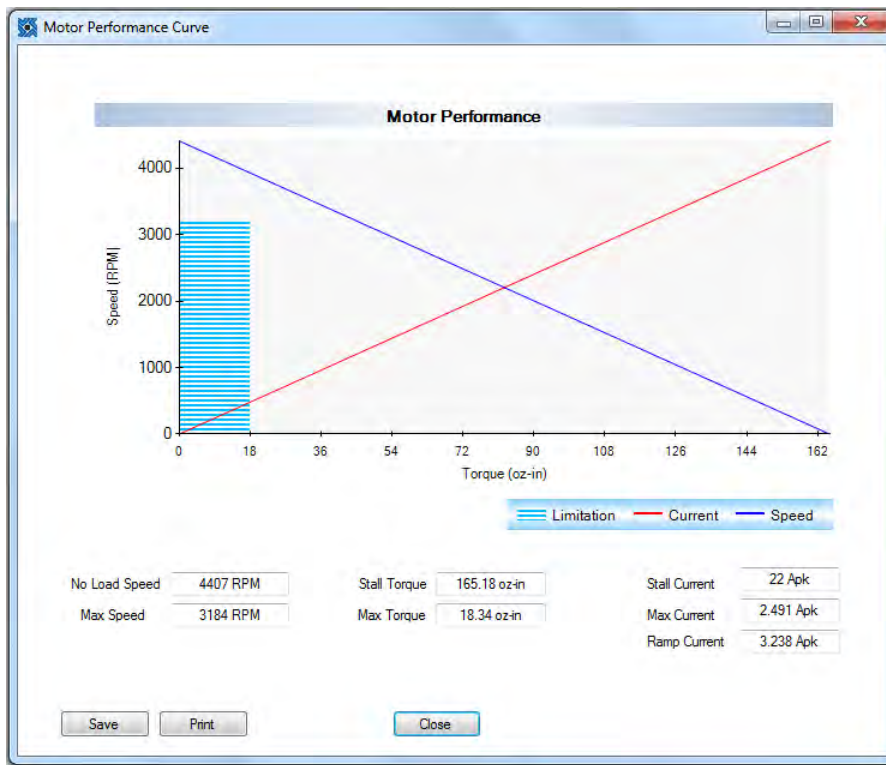 Motor Performance Curve
Motor Performance
Speed (RPM)
4000
3000
2000
1000
0
0 18 36 54 72 90 108 126 144 162
Torque (oz-in)
Limitation Current Speed
No Load Speed 4407 RPM Stall Torque 165.18 oz-in Stall Current 22 Apk
Max Speed 3184 RPM Max Torque 18.34 oz-in Max Current 2.491 Apk
Ramp Current 3.238 Apk
Save Print Close